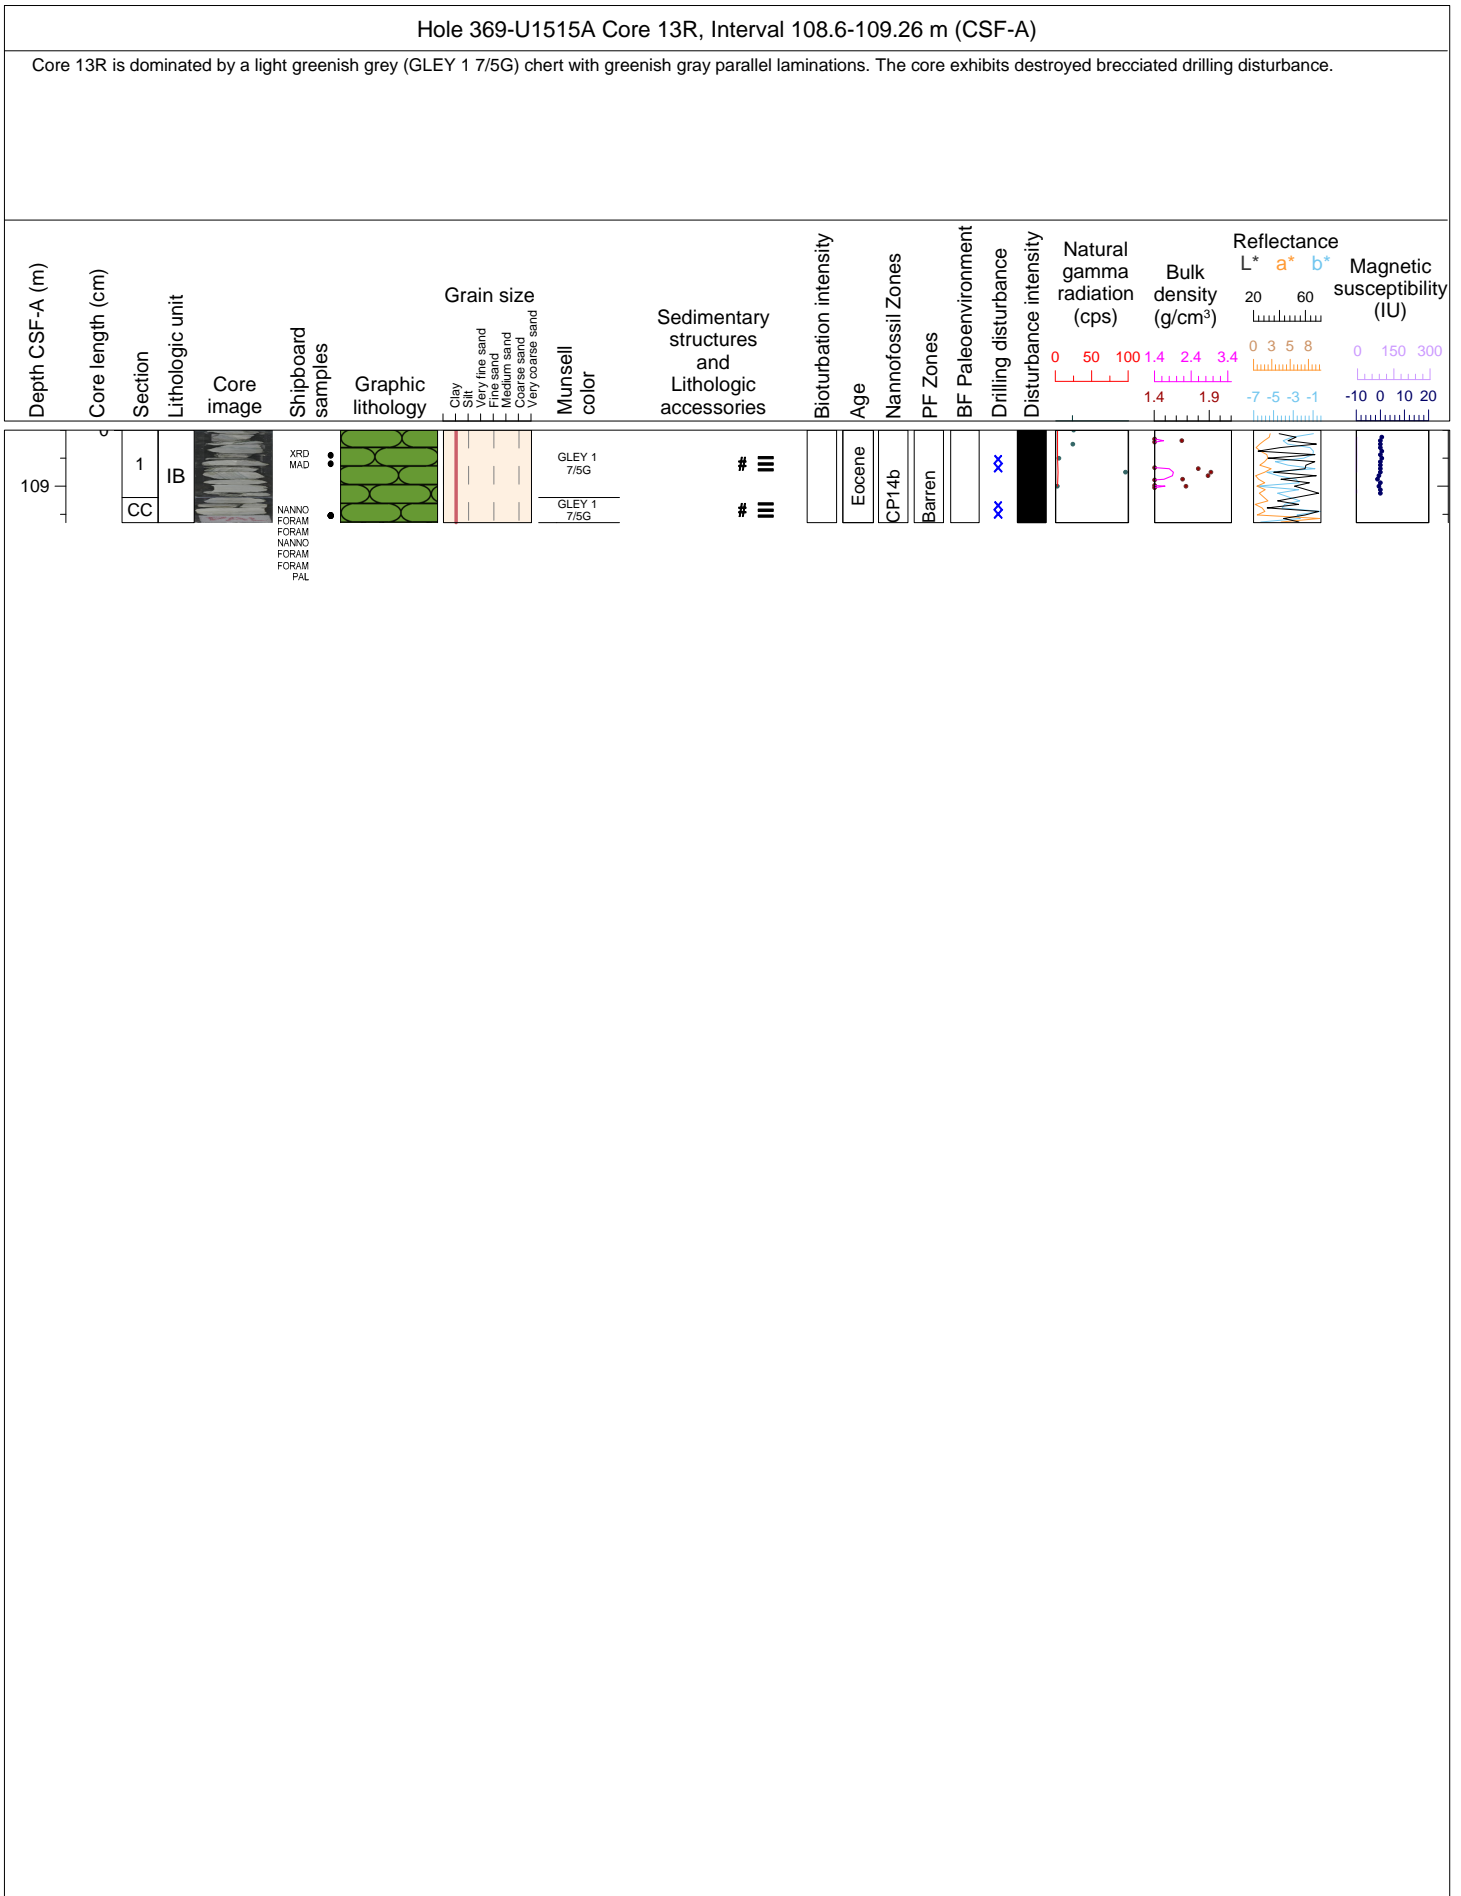 Hole 369-U1515A Core 13R, Interval 108.6-109.26 m (CSF-A)
Core 13R is dominated by a light greenish grey (GLEY 1 7/5G) chert with greenish gray parallel laminations. The core exhibits destroyed brecciated drilling disturbance.
Depth CSF-A (m)
Core length (cm)
Section
Lithologic unit
Core
image
Shipboard
samples
Graphic
lithology
Grain size
Clay
Silt
Very fine sand
Fine sand
Medium sand
Coarse sand
Very coarse sand
Munsell
color
Sedimentary
structures
and
Lithologic
accessories
Bioturbation intensity
Age
Nannofossil Zones
PF Zones
BF Paleoenvironment
Drilling disturbance
Disturbance intensity
Natural
gamma
radiation
(cps)
0 50 100
Bulk
density
(g/cm³)
1.4 2.4 3.4
1.4 1.9
Reflectance
L* a* b*
20 60
0 3 5 8
-7 -5 -3 -1
Magnetic
susceptibility
(IU)
0 150 300
-10 0 10 20
0
109
1
CC
IB
XRD
MAD
NANNO
FORAM
FORAM
NANNO
FORAM
FORAM
PAL
GLEY 1
7/5G
GLEY 1
7/5G
#
#
Eocene
CP14b
Barren